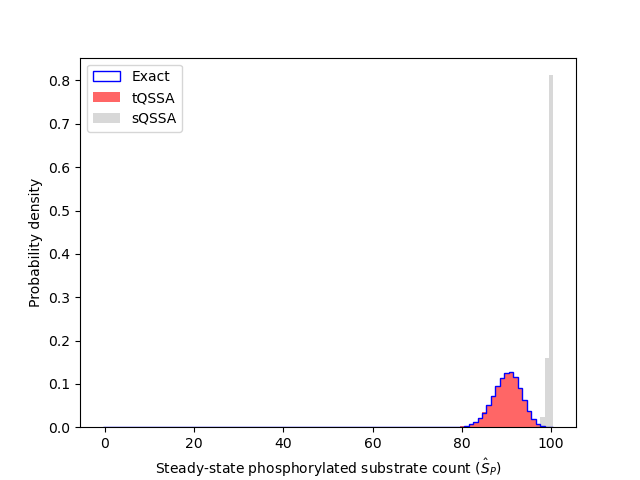 Exact
tQSSA
sQSSA
0.8
0.7
0.6
0.5
0.4
0.3
0.2
0.1
0.0
Probability density
0 20 40 60 80 100
Steady-state phosphorylated substrate count (Ŝ_P)